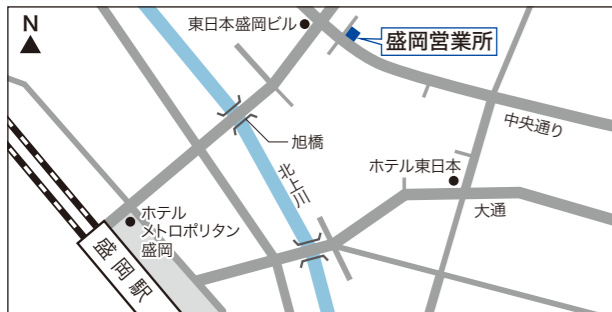 N
東日本盛岡ビル
盛岡営業所
旭橋
中央通り
北上川
ホテル東日本
大通
ホテル
メトロポリタン
盛岡
盛岡駅